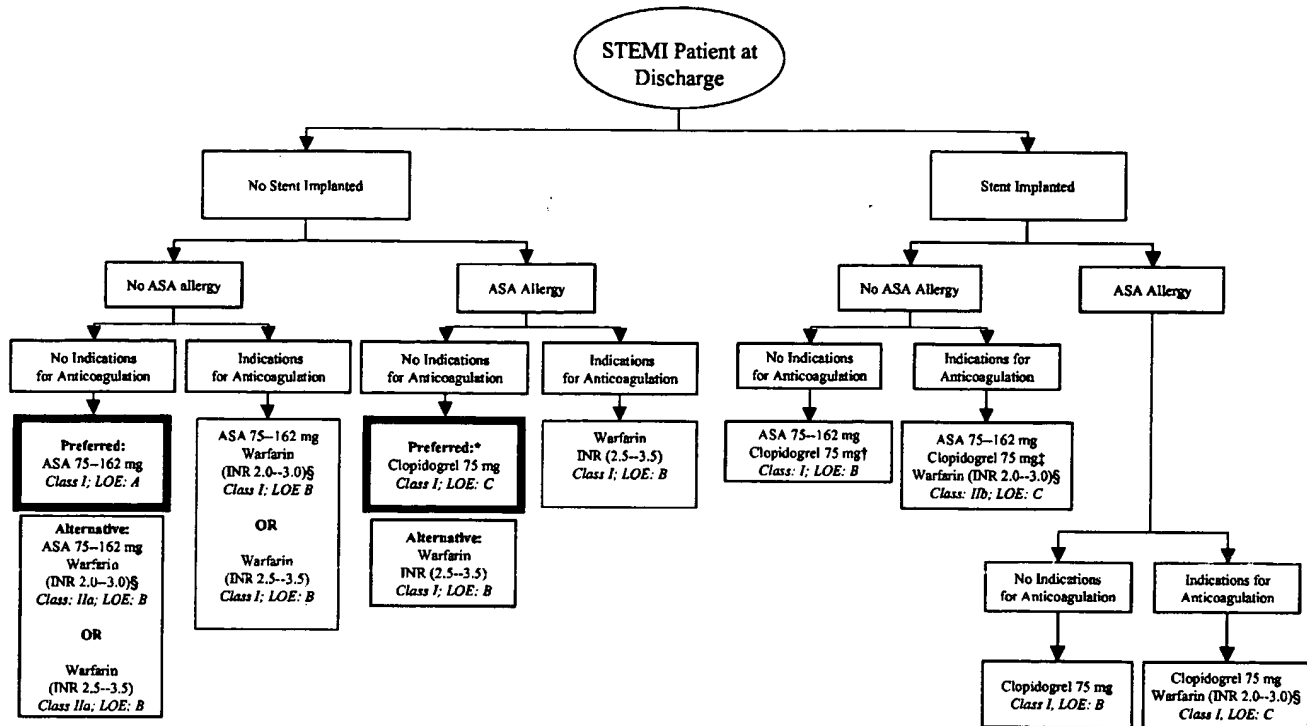 STEMI Patient at
Discharge
No Stent Implanted
Stent Implanted
No ASA allergy
ASA Allergy
No ASA Allergy
ASA Allergy
No Indications
for Anticoagulation
Indications
for Anticoagulation
No Indications
for Anticoagulation
Indications
for Anticoagulation
No Indications
for Anticoagulation
Indications for
Anticoagulation
Preferred:
ASA 75–162 mg
Class I; LOE: A
ASA 75–162 mg
Warfarin
(INR 2.0--3.0)§
Class I; LOE B
OR
Warfarin
(INR 2.5--3.5)
Class I; LOE: B
Preferred:*
Clopidogrel 75 mg
Class I; LOE: C
Warfarin
INR (2.5--3.5)
Class I; LOE: B
ASA 75–162 mg
Clopidogrel 75 mg†
Class: I; LOE: B
ASA 75–162 mg
Clopidogrel 75 mg‡
Warfarin (INR 2.0--3.0)§
Class: IIb; LOE: C
Alternative:
ASA 75–162 mg
Warfarin
(INR 2.0--3.0)§
Class: IIa; LOE: B
OR
Warfarin
(INR 2.5--3.5)
Class IIa; LOE: B
Alternative:
Warfarin
INR (2.5--3.5)
Class I; LOE: B
No Indications
for Anticoagulation
Indications for
Anticoagulation
Clopidogrel 75 mg
Class I, LOE: B
Clopidogrel 75 mg
Warfarin (INR 2.0--3.0)§
Class I, LOE: C